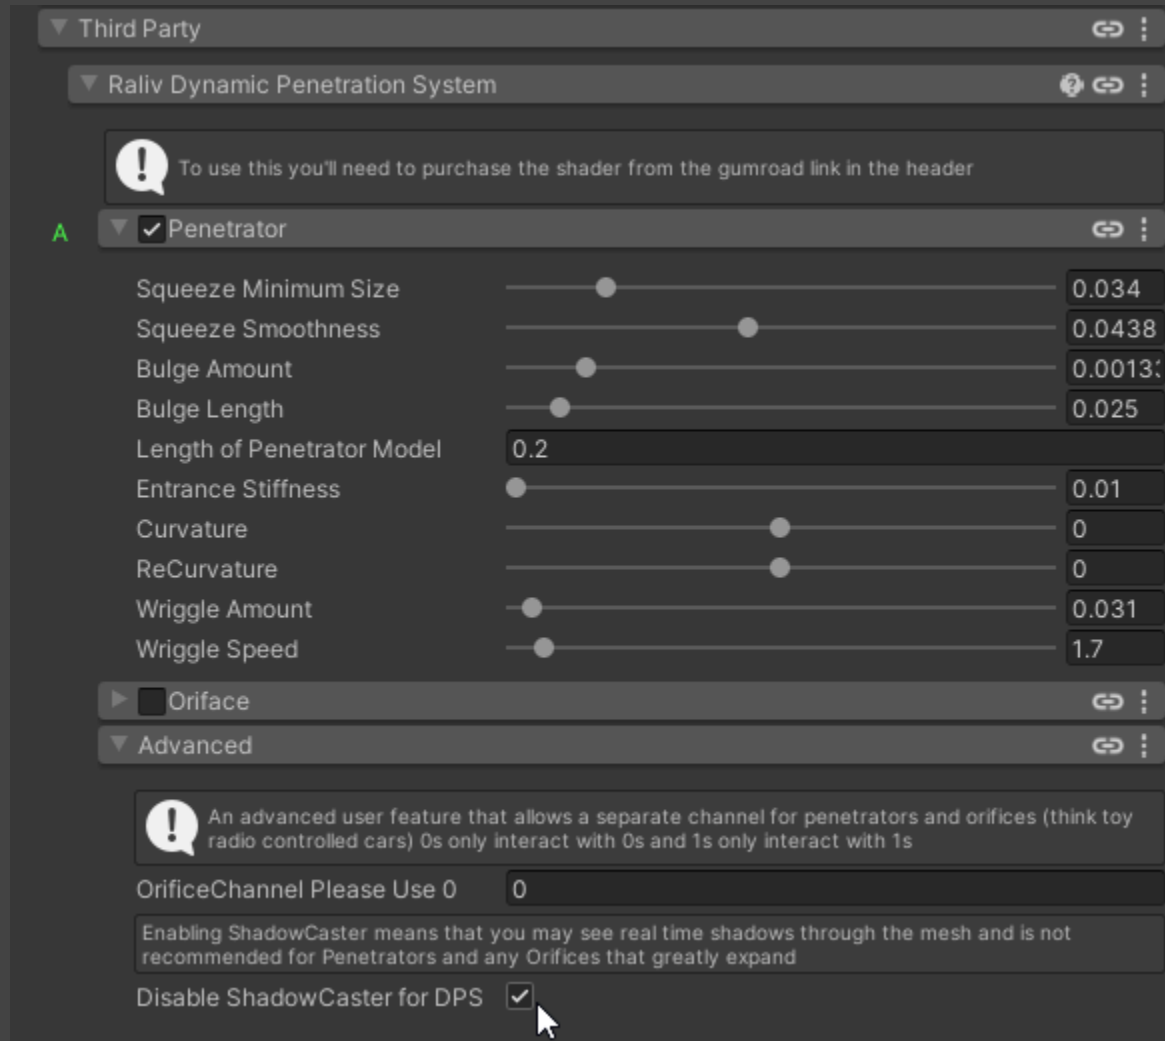 Third Party
Raliv Dynamic Penetration System
To use this you'll need to purchase the shader from the gumroad link in the header
A
Penetrator
Squeeze Minimum Size 0.034
Squeeze Smoothness 0.0438
Bulge Amount 0.0013
Bulge Length 0.025
Length of Penetrator Model 0.2
Entrance Stiffness 0.01
Curvature 0
ReCurvature 0
Wriggle Amount 0.031
Wriggle Speed 1.7
Oriface
Advanced
An advanced user feature that allows a separate channel for penetrators and orifices (think toy
radio controlled cars) 0s only interact with 0s and 1s only interact with 1s
OrificeChannel Please Use 0 0
Enabling ShadowCaster means that you may see real time shadows through the mesh and is not
recommended for Penetrators and any Orifices that greatly expand
Disable ShadowCaster for DPS